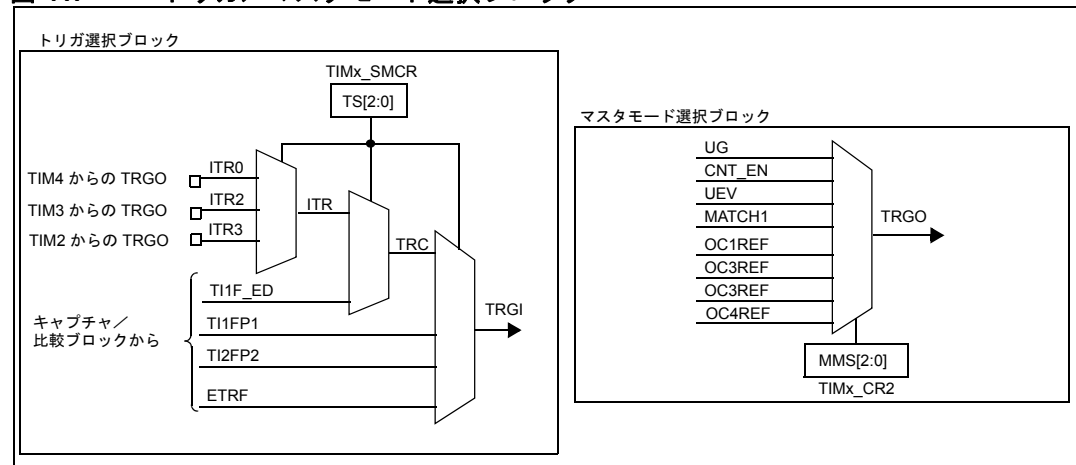 トリガ選択ブロック
TIMx_SMCR
TS[2:0]
TIM4 からの TRGO
ITR0
TIM3 からの TRGO
ITR2
TIM2 からの TRGO
ITR3
ITR
TRC
TI1F_ED
キャプチャ／
比較ブロックから
TI1FP1
TI2FP2
ETRF
TRGI
マスタモード選択ブロック
UG
CNT_EN
UEV
MATCH1
OC1REF
OC3REF
OC3REF
OC4REF
TRGO
MMS[2:0]
TIMx_CR2